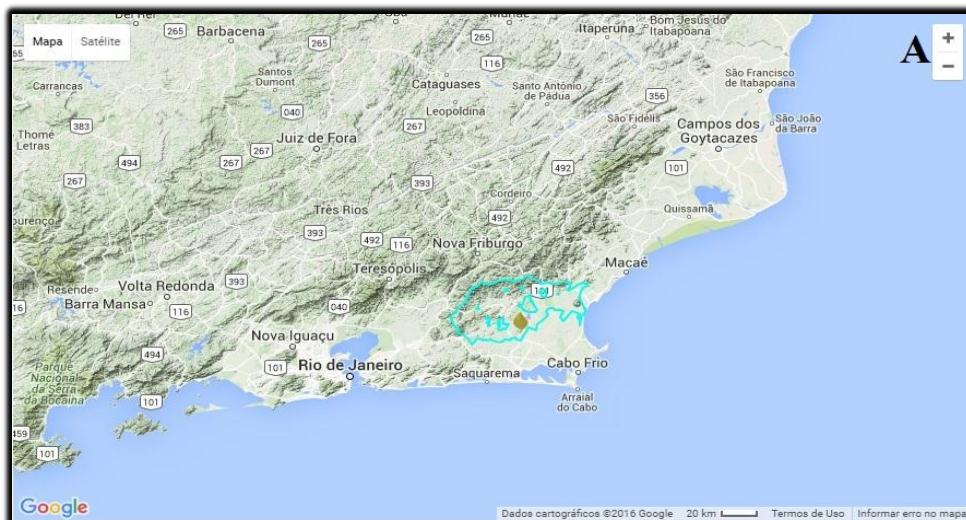 Mapa Satélite
A
+
−
Barbacena
265
265
265
116
040
Itaperuna
Bom Jesus do
Itabapoana
Carrancas
Santos
Dumont
Cataguases
Santo Antônio
de Pádua
356
São Francisco
de Itabapoana
Leopoldina
São Fidélis
São João
da Barra
Thomé
Letras
383
494
267
267
267
267
Juiz de Fora
Campos dos
Goytacazes
492
101
393
Cordeiro
Quissamã
Três Rios
492
393
492
116
Nova Friburgo
Teresópolis
Macaé
Resende
Volta Redonda
Barra Mansa
116
393
040
101
Nova Iguaçu
494
101
Rio de Janeiro
Saquarema
Cabo Frio
Arraial
do Cabo
Parque
Nacional
da Serra
da Bocaina
101
459
101
Google
Dados cartográficos ©2016 Google 20 km Termos de Uso Informar erro no mapa